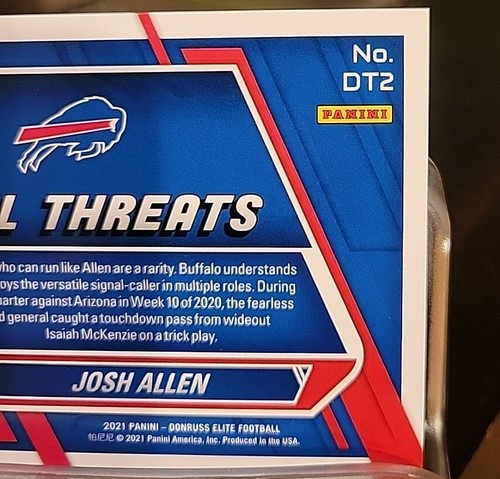 No.
DT2
PANINI
L THREATS
who can run like Allen are a rarity. Buffalo understands
oys the versatile signal-caller in multiple roles. During
arter against Arizona in Week 10 of 2020, the fearless
d general caught a touchdown pass from wideout
Isaiah McKenzie on a trick play.
JOSH ALLEN
2021 PANINI – DONRUSS ELITE FOOTBALL
帕尼尼 © 2021 Panini America, Inc. Produced in the USA.